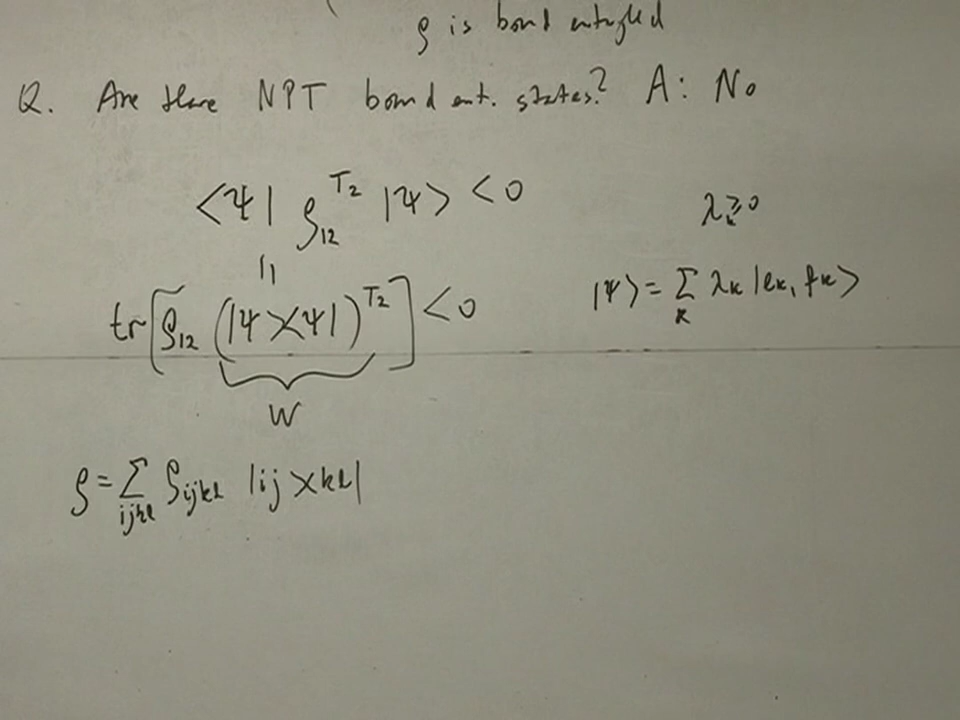 ρ is bound entangled
Q. Are there NPT bound ent. states? A: No
<ψ| ρ₁₂^{T₂} |ψ> < 0
λ_k ≥ 0
||
|ψ> = Σ_k λ_k |e_k, f_k>
tr[ρ₁₂ (|ψ><ψ|)^{T₂}] < 0
W
ρ = Σ_{ijkl} ρ_{ijkl} |ij><kl|